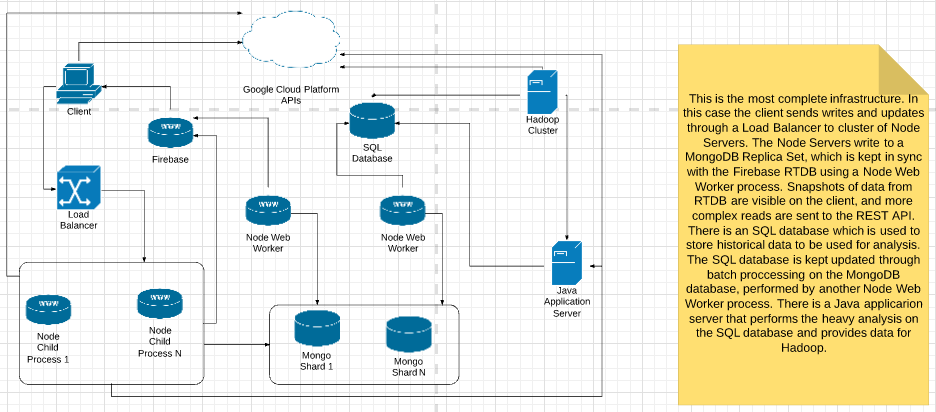 Google Cloud Platform
APIs
Client
WWW
Firebase
SQL
Database
Hadoop
Cluster
Load
Balancer
WWW
Node Web
Worker
WWW
Node Web
Worker
Java
Application
Server
WWW
Node
Child
Process 1
WWW
Node
Child
Process N
Mongo
Shard 1
Mongo
Shard N
This is the most complete infrastructure. In
this case the client sends writes and updates
through a Load Balancer to cluster of Node
Servers. The Node Servers write to a
MongoDB Replica Set, which is kept in sync
with the Firebase RTDB using a Node Web
Worker process. Snapshots of data from
RTDB are visible on the client, and more
complex reads are sent to the REST API.
There is an SQL database which is used to
store historical data to be used for analysis.
The SQL database is kept updated through
batch proccessing on the MongoDB
database, performed by another Node Web
Worker process. There is a Java applicarion
server that performs the heavy analysis on
the SQL database and provides data for
Hadoop.